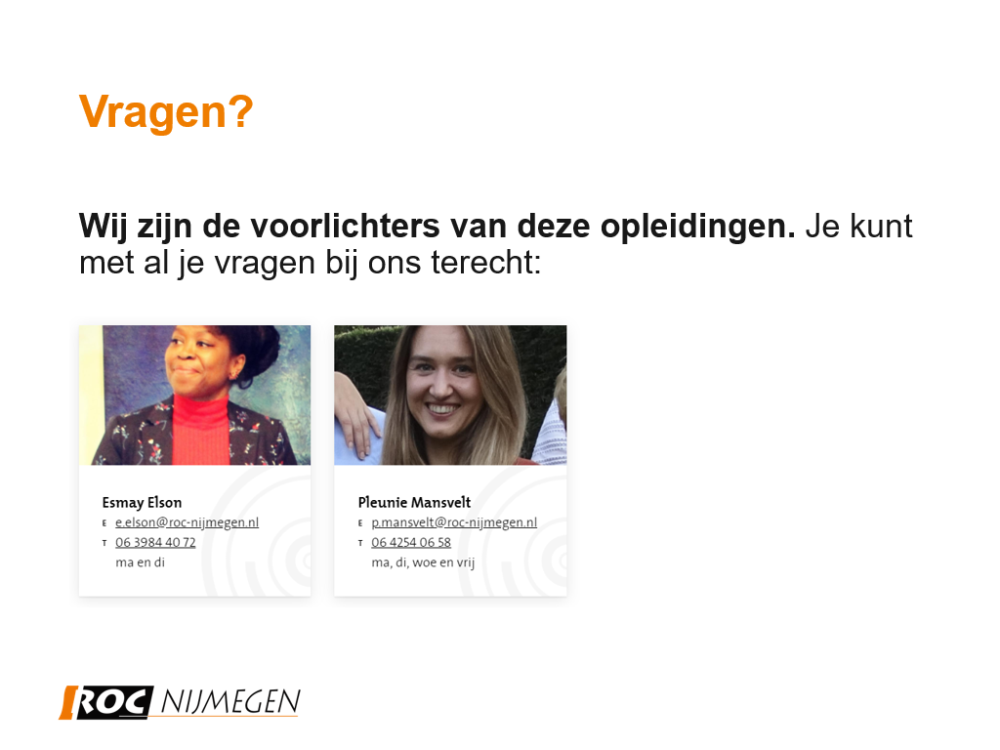 Vragen?
Wij zijn de voorlichters van deze opleidingen. Je kunt
met al je vragen bij ons terecht:
Esmay Elson
E e.elson@roc-nijmegen.nl
T 06 3984 40 72
ma en di
Pleunie Mansvelt
E p.mansvelt@roc-nijmegen.nl
T 06 4254 06 58
ma, di, woe en vrij
ROC NIJMEGEN